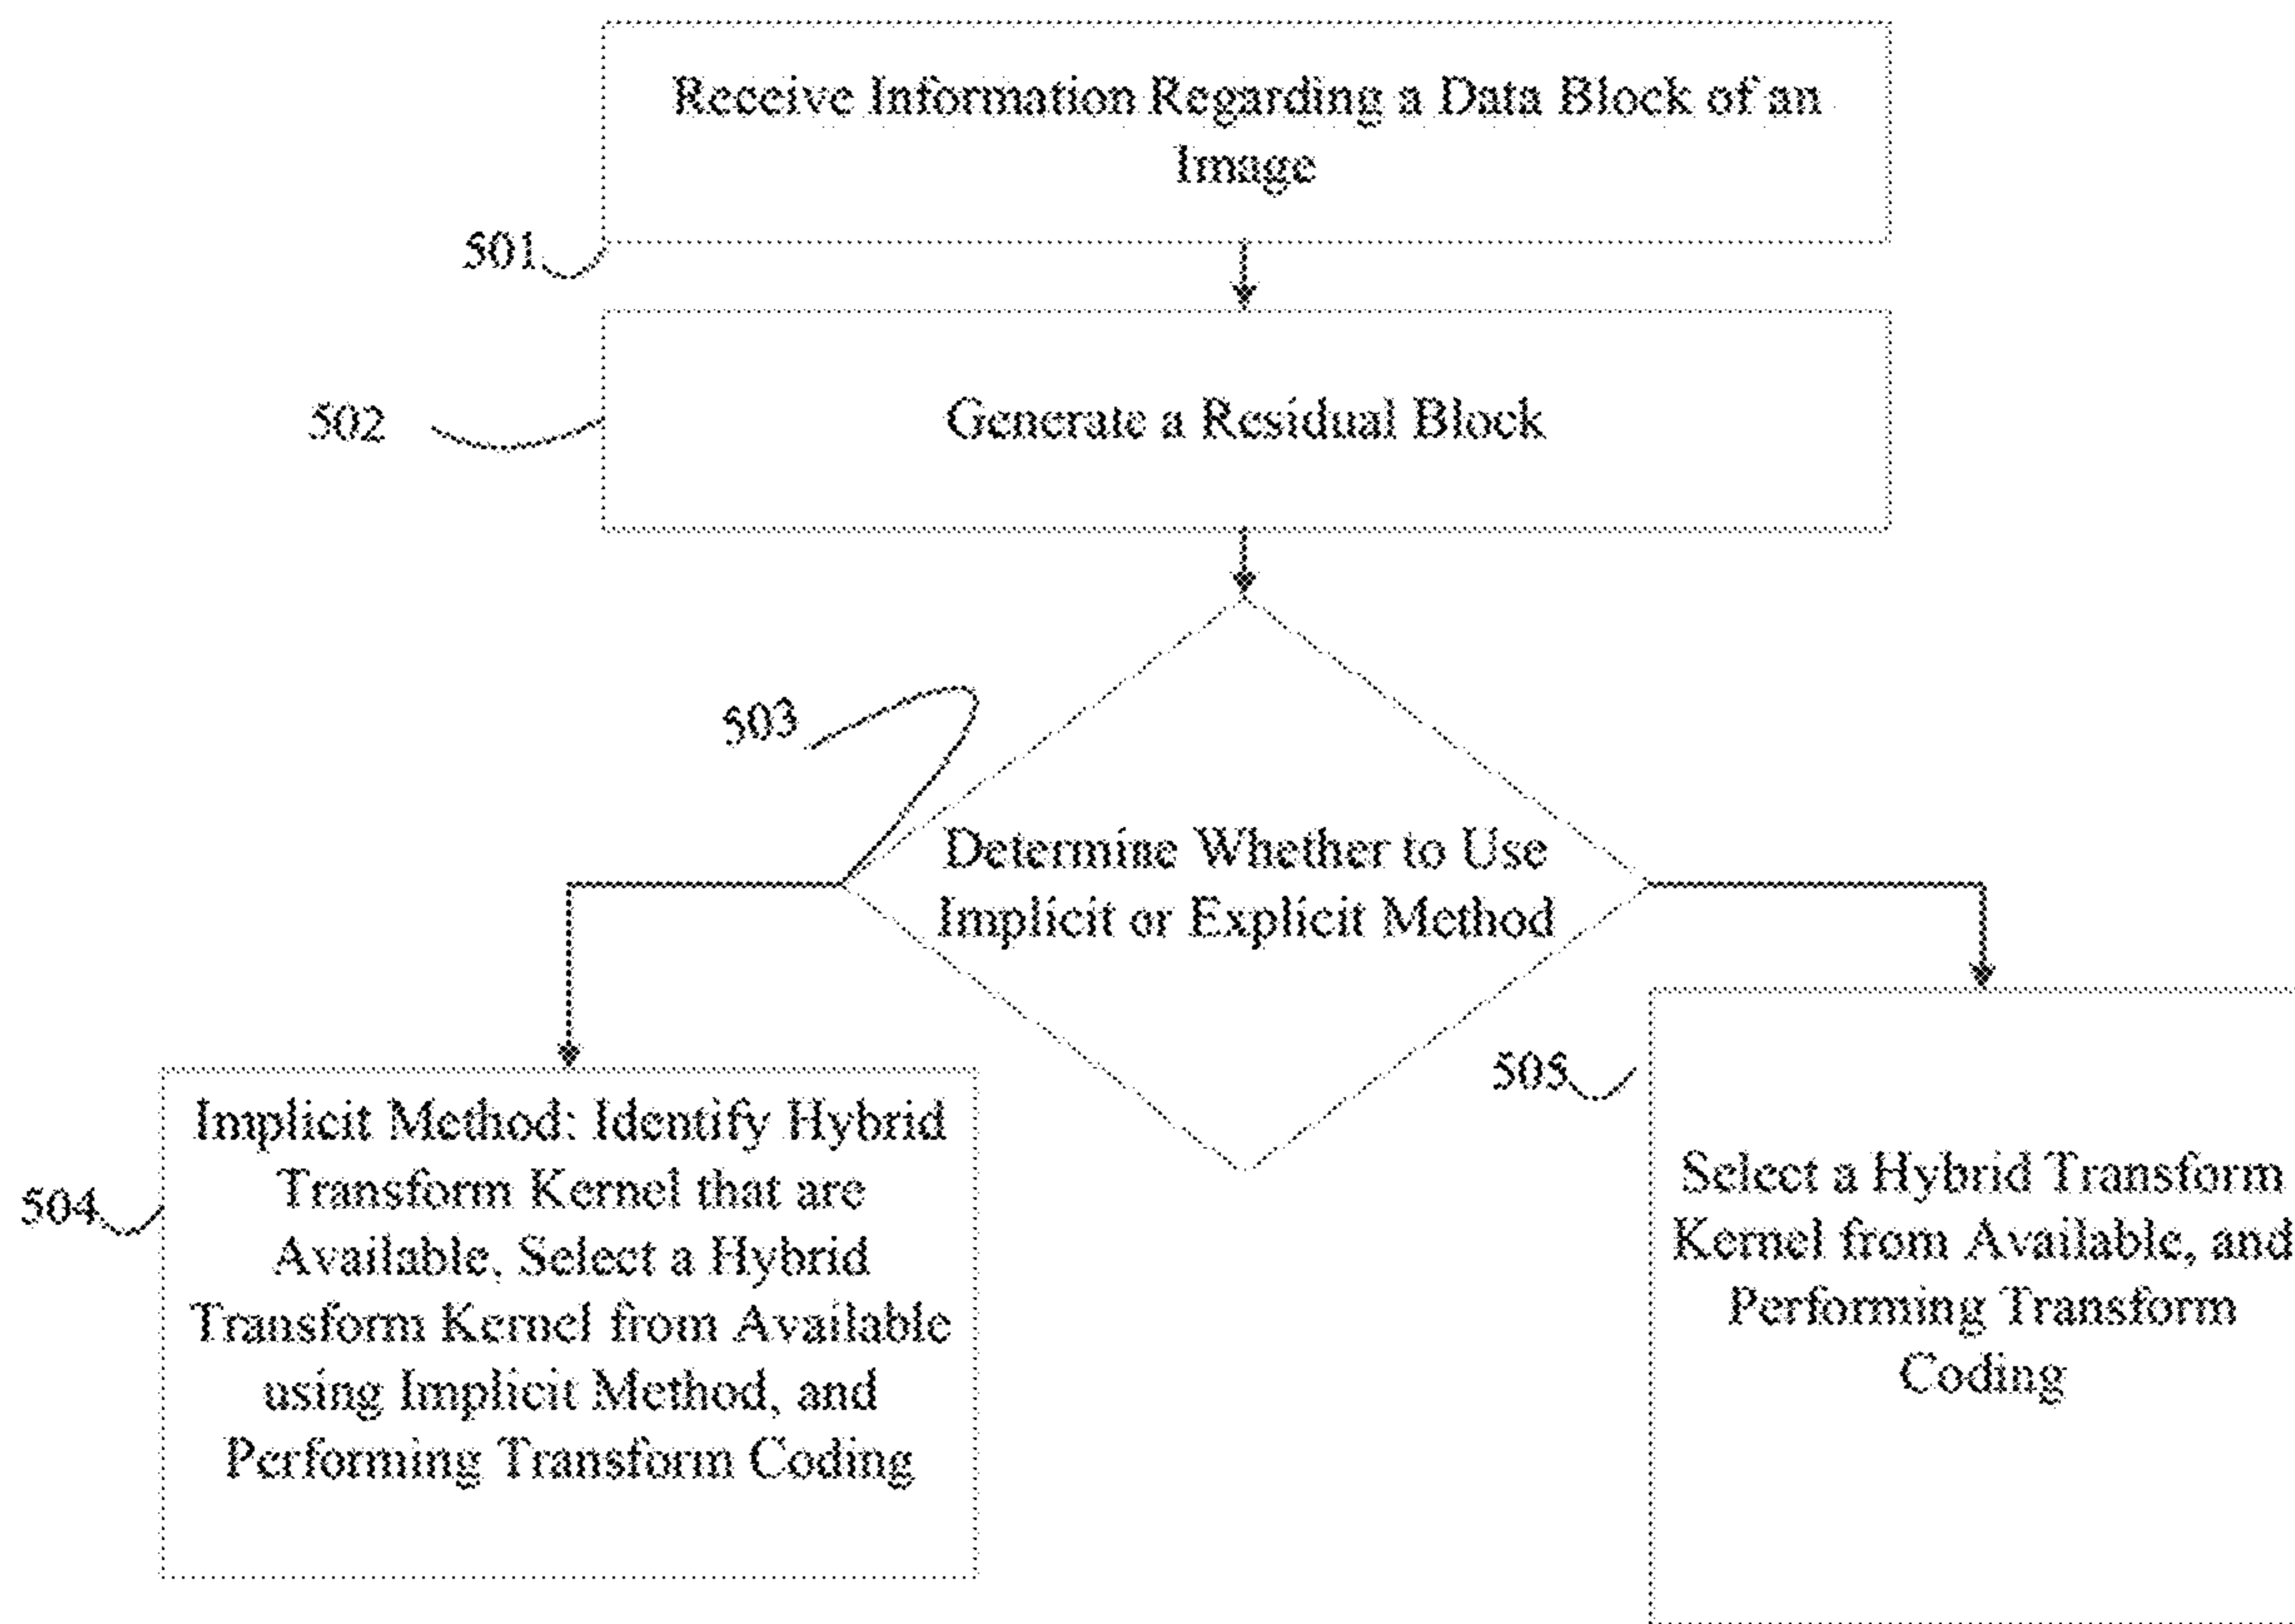 Receive Information Regarding a Data Block of an
Image
501
502
Generate a Residual Block
503
Determine Whether to Use
Implicit or Explicit Method
504
Implicit Method: Identify Hybrid
Transform Kernel that are
Available, Select a Hybrid
Transform Kernel from Available
using Implicit Method, and
Performing Transform Coding
505
Select a Hybrid Transform
Kernel from Available, and
Performing Transform
Coding